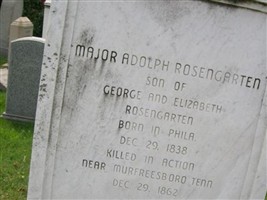 MAJOR ADOLPH ROSENGARTEN
SON OF
GEORGE AND ELIZABETH
ROSENGARTEN
BORN IN PHILA.
DEC 29, 1838
KILLED IN ACTION
NEAR MURFREESBORO, TENN
DEC 29, 1862